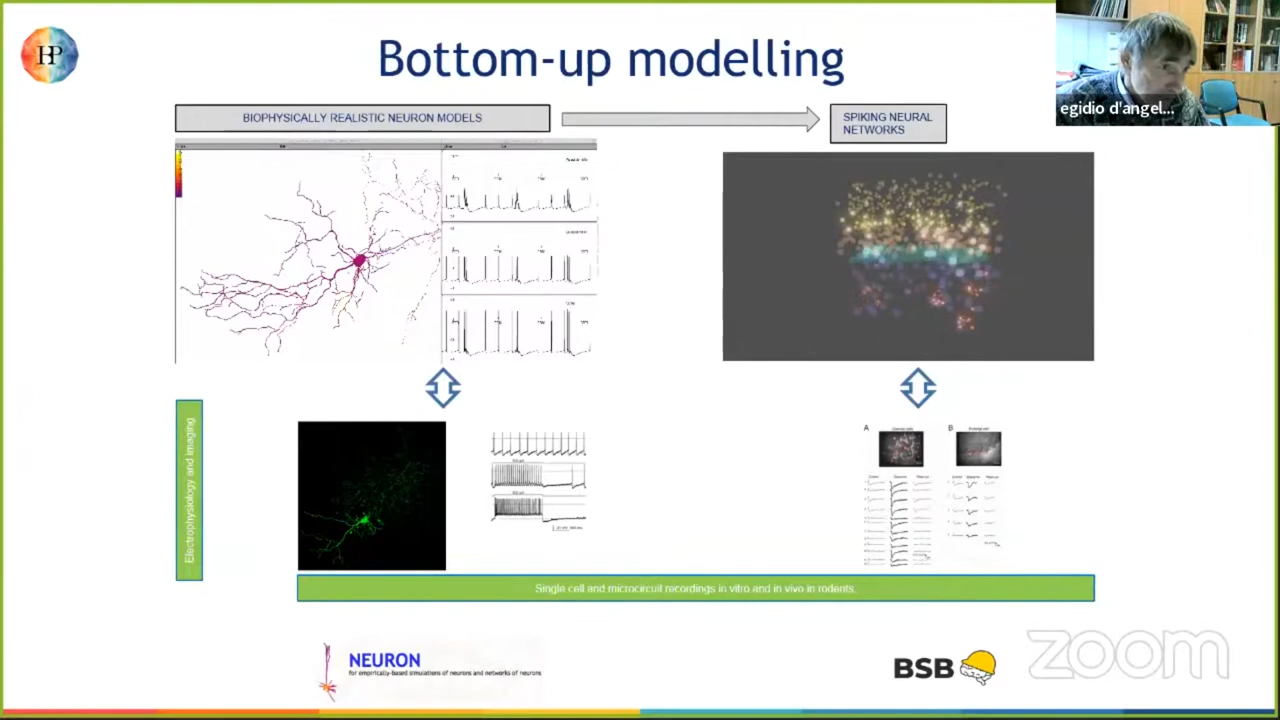 HP
Bottom-up modelling
egidio d'angel...
BIOPHYSICALLY REALISTIC NEURON MODELS
SPIKING NEURAL
NETWORKS
A
B
Electrophysiology and imaging
Single cell and microcircuit recordings in vitro and in vivo in rodents.
NEURON
for empirically-based simulations of neurons and networks of neurons
BSB
zoom